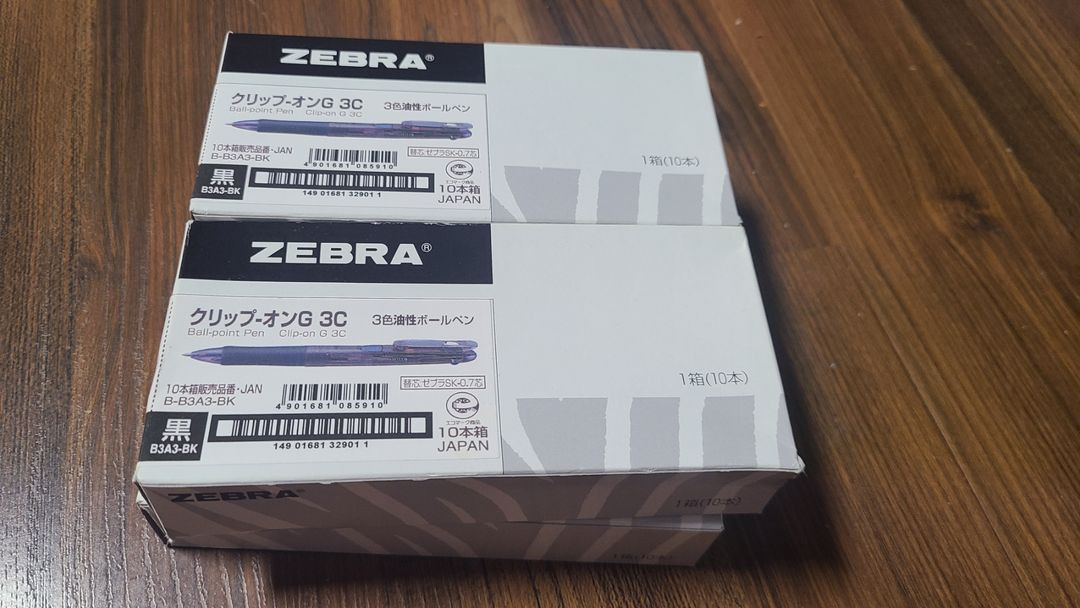 ZEBRA®
クリップ-オンG 3C 3色油性ボールペン
Ball-point Pen Clip-on G 3C
10本箱販売品番・JAN
B-B3A3-BK
4 901681 085910
替芯:ゼブラSK-0.7芯
黒
B3A3-BK
149 01681 32901 1
エコマーク商品
10本箱
JAPAN
1箱(10本)
ZEBRA®
クリップ-オンG 3C 3色油性ボールペン
Ball-point Pen Clip-on G 3C
10本箱販売品番・JAN
B-B3A3-BK
4 901681 085910
替芯:ゼブラSK-0.7芯
黒
B3A3-BK
149 01681 32901 1
エコマーク商品
10本箱
JAPAN
1箱(10本)
ZEBRA®
1箱(10本)
1箱(10本)